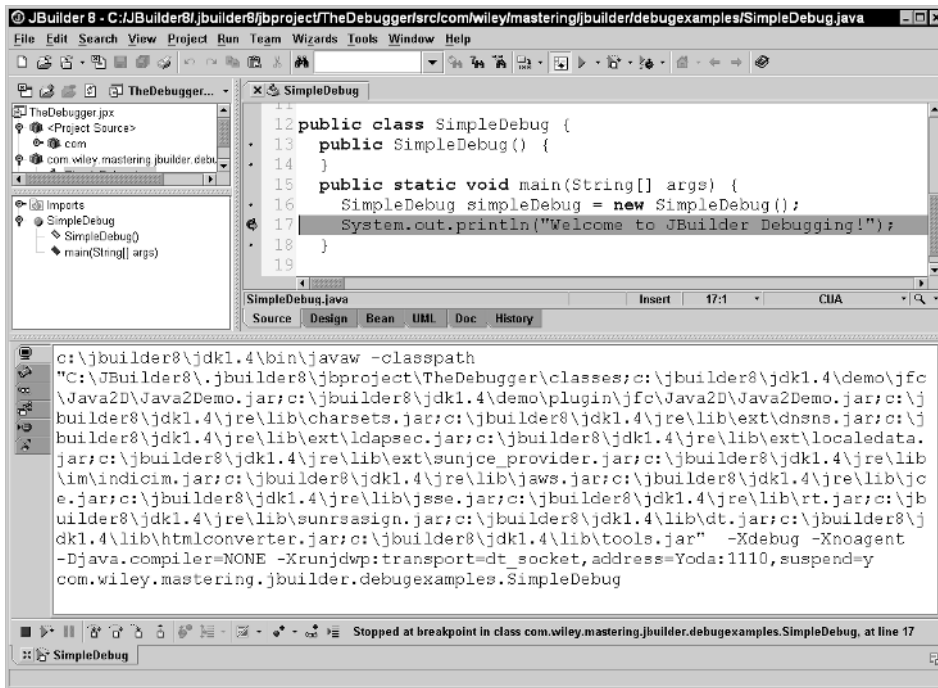 JBuilder 8 - C:/JBuilder8/.jbuilder8/jbproject/TheDebugger/src/com/wiley/mastering/jbuilder/debugexamples/SimpleDebug.java
File Edit Search View Project Run Team Wizards Tools Window Help
TheDebugger...
TheDebugger.jpx
<Project Source>
com
com.wiley.mastering.jbuilder.debu
Imports
SimpleDebug
SimpleDebug()
main(String[] args)
SimpleDebug
11
12 public class SimpleDebug {
13 public SimpleDebug() {
14 }
15 public static void main(String[] args) {
16 SimpleDebug simpleDebug = new SimpleDebug();
17 System.out.println("Welcome to JBuilder Debugging!");
18 }
19
SimpleDebug.java Insert 17:1 CUA
Source Design Bean UML Doc History
c:\jbuilder8\jdk1.4\bin\javaw -classpath
"C:\JBuilder8\.jbuilder8\jbproject\TheDebugger\classes;c:\jbuilder8\jdk1.4\demo\jfc
\Java2D\Java2Demo.jar;c:\jbuilder8\jdk1.4\demo\plugin\jfc\Java2D\Java2Demo.jar;c:\j
builder8\jdk1.4\jre\lib\charsets.jar;c:\jbuilder8\jdk1.4\jre\lib\ext\dnsns.jar;c:\j
builder8\jdk1.4\jre\lib\ext\ldapsec.jar;c:\jbuilder8\jdk1.4\jre\lib\ext\localedata.
jar;c:\jbuilder8\jdk1.4\jre\lib\ext\sunjce_provider.jar;c:\jbuilder8\jdk1.4\jre\lib
\im\indicim.jar;c:\jbuilder8\jdk1.4\jre\lib\jaws.jar;c:\jbuilder8\jdk1.4\jre\lib\jc
e.jar;c:\jbuilder8\jdk1.4\jre\lib\jsse.jar;c:\jbuilder8\jdk1.4\jre\lib\rt.jar;c:\jb
uilder8\jdk1.4\jre\lib\sunrsasign.jar;c:\jbuilder8\jdk1.4\lib\dt.jar;c:\jbuilder8\j
dk1.4\lib\htmlconverter.jar;c:\jbuilder8\jdk1.4\lib\tools.jar" -Xdebug -Xnoagent
-Djava.compiler=NONE -Xrunjdwp:transport=dt_socket,address=Yoda:1110,suspend=y
com.wiley.mastering.jbuilder.debugexamples.SimpleDebug
Stopped at breakpoint in class com.wiley.mastering.jbuilder.debugexamples.SimpleDebug, at line 17
SimpleDebug